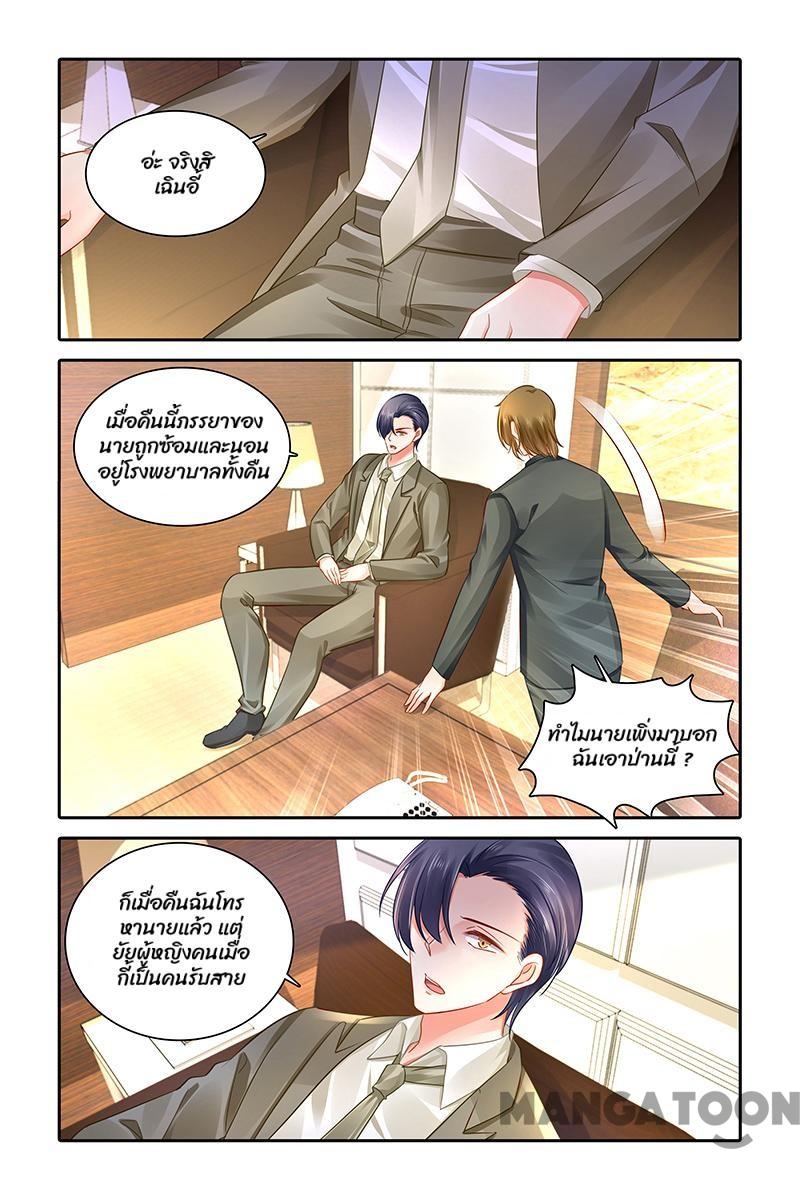 อ่ะ จริงสิ
เฉินอี้
เมื่อคืนนี้ภรรยาของ
นายถูกซ้อมและนอน
อยู่โรงพยาบาลทั้งคืน
ทำไมนายเพิ่งมาบอก
ฉันเอาป่านนี้ ?
ก็เมื่อคืนฉันโทร
หานายแล้ว แต่
ยัยผู้หญิงคนเมื่อ
กี้เป็นคนรับสาย
MANGATOON